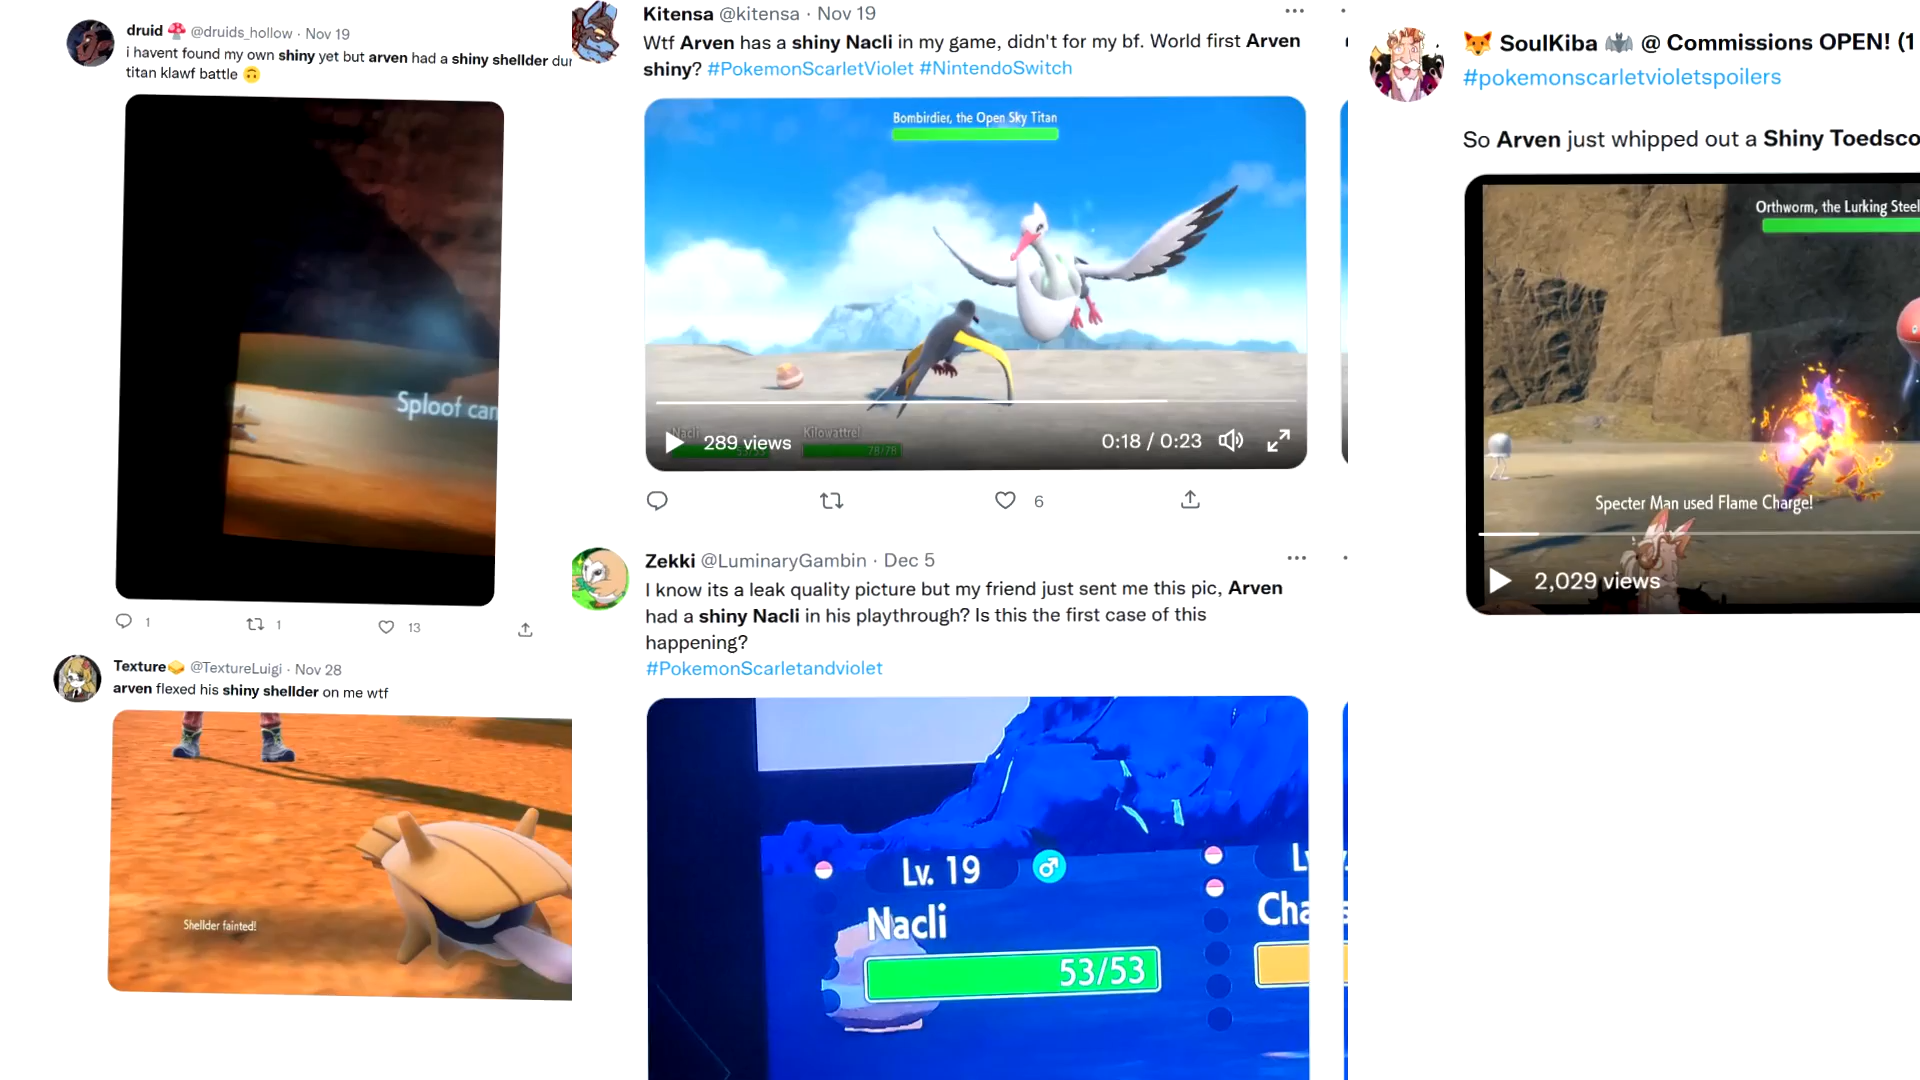 druid @druids_hollow · Nov 19
i havent found my own shiny yet but arven had a shiny shellder
titan klawf battle
Sploof
1 1 13
Texture @TextureLuigi · Nov 28
arven flexed his shiny shellder on me wtf
Shellder fainted!
Kitensa @kitensa · Nov 19
Wtf Arven has a shiny Nacli in my game, didn't for my bf. World first Arven
shiny? #PokemonScarletViolet #NintendoSwitch
Bombirdier, the Open Sky Titan
Nacli Kilowattrel
53/53 78/78
289 views 0:18 / 0:23
6
Zekki @LuminaryGambin · Dec 5
I know its a leak quality picture but my friend just sent me this pic, Arven
had a shiny Nacli in his playthrough? Is this the first case of this
happening?
#PokemonScarletandviolet
Lv. 19
Nacli
53/53
SoulKiba @ Commissions OPEN! (1
#pokemonscarletvioletspoilers
So Arven just whipped out a Shiny
Orthworm, the Lurking Steel
Specter Man used Flame Charge!
2,029 views